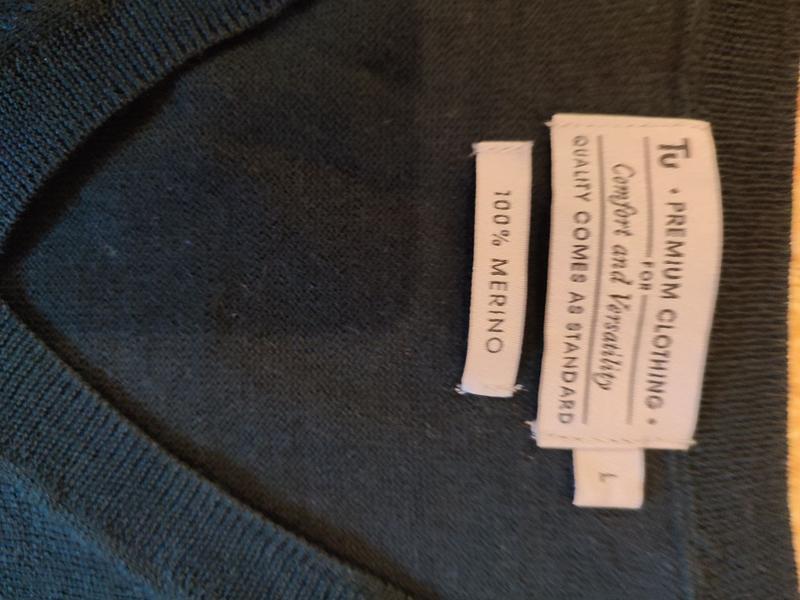 Tu • PREMIUM CLOTHING •
FOR
Comfort and Versatility
QUALITY COMES AS STANDARD
L
100% MERINO